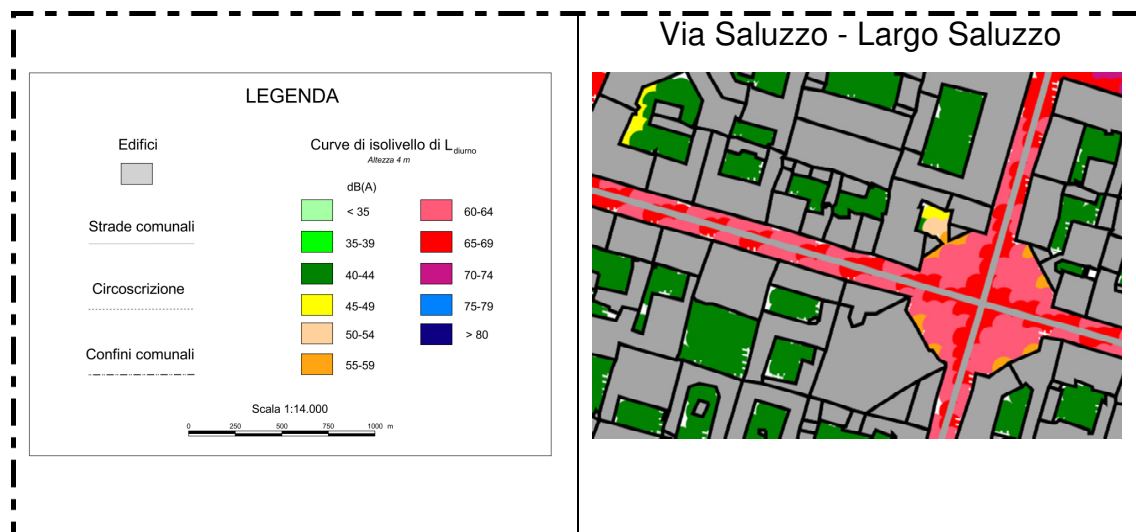 Via Saluzzo - Largo Saluzzo
LEGENDA
Edifici
Strade comunali
Circoscrizione
Confini comunali
Curve di isolivello di Ldiurno
Altezza 4 m
dB(A)
< 35
35-39
40-44
45-49
50-54
55-59
60-64
65-69
70-74
75-79
> 80
Scala 1:14.000
0 250 500 750 1000 m